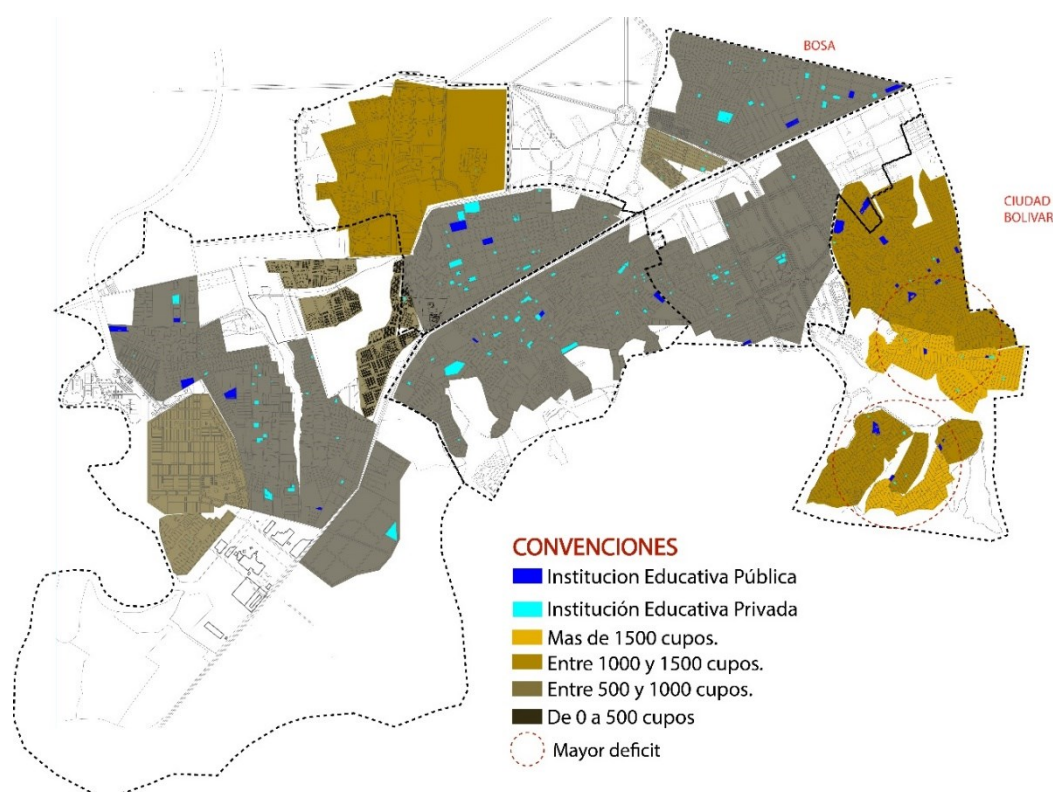 BOSA
CIUDAD
BOLIVAR
CONVENCIONES
Institucion Educativa Pública
Institución Educativa Privada
Mas de 1500 cupos.
Entre 1000 y 1500 cupos.
Entre 500 y 1000 cupos.
De 0 a 500 cupos
Mayor deficit